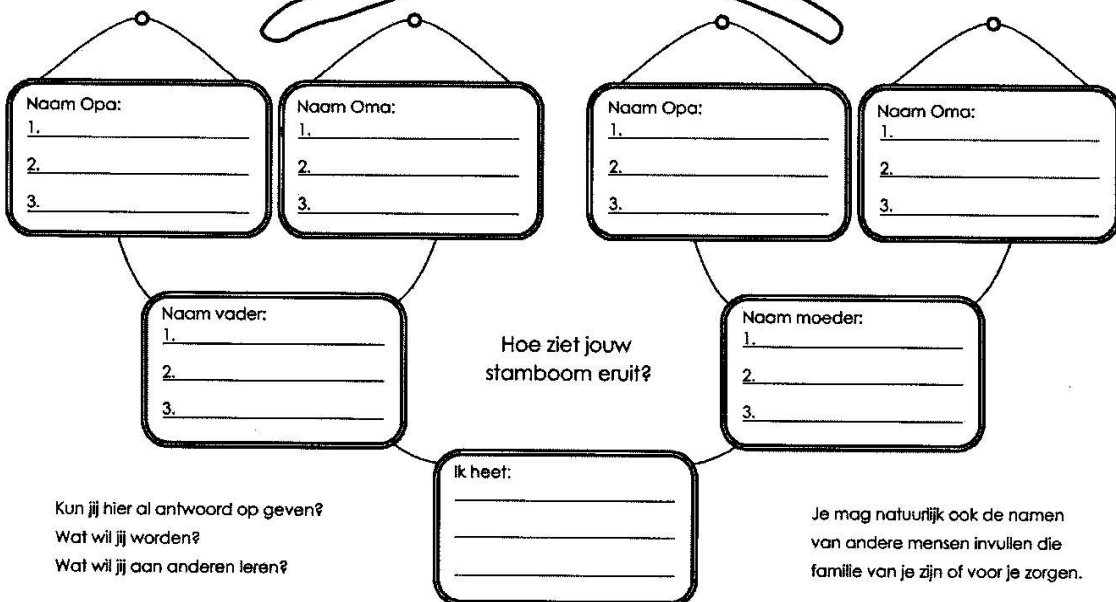 Naam Opa:
1.
2.
3.
Naam Oma:
1.
2.
3.
Naam Opa:
1.
2.
3.
Naam Oma:
1.
2.
3.
Naam vader:
1.
2.
3.
Hoe ziet jouw
stamboom eruit?
Naam moeder:
1.
2.
3.
Ik heet:
Kun jij hier al antwoord op geven?
Wat wil jij worden?
Wat wil jij aan anderen leren?
Je mag natuurlijk ook de namen
van andere mensen invullen die
familie van je zijn of voor je zorgen.